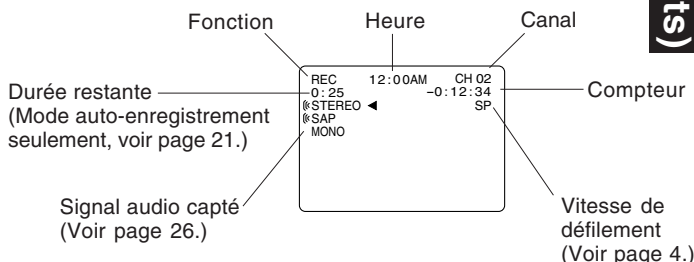 Fonction
Heure
Canal
ts)
Durée restante
(Mode auto-enregistrement
seulement, voir page 21.)
REC 12:00AM CH 02
0:25 -0:12:34
STEREO ◄ SP
SAP
MONO
Compteur
Signal audio capté
(Voir page 26.)
Vitesse de
défilement
(Voir page 4.)